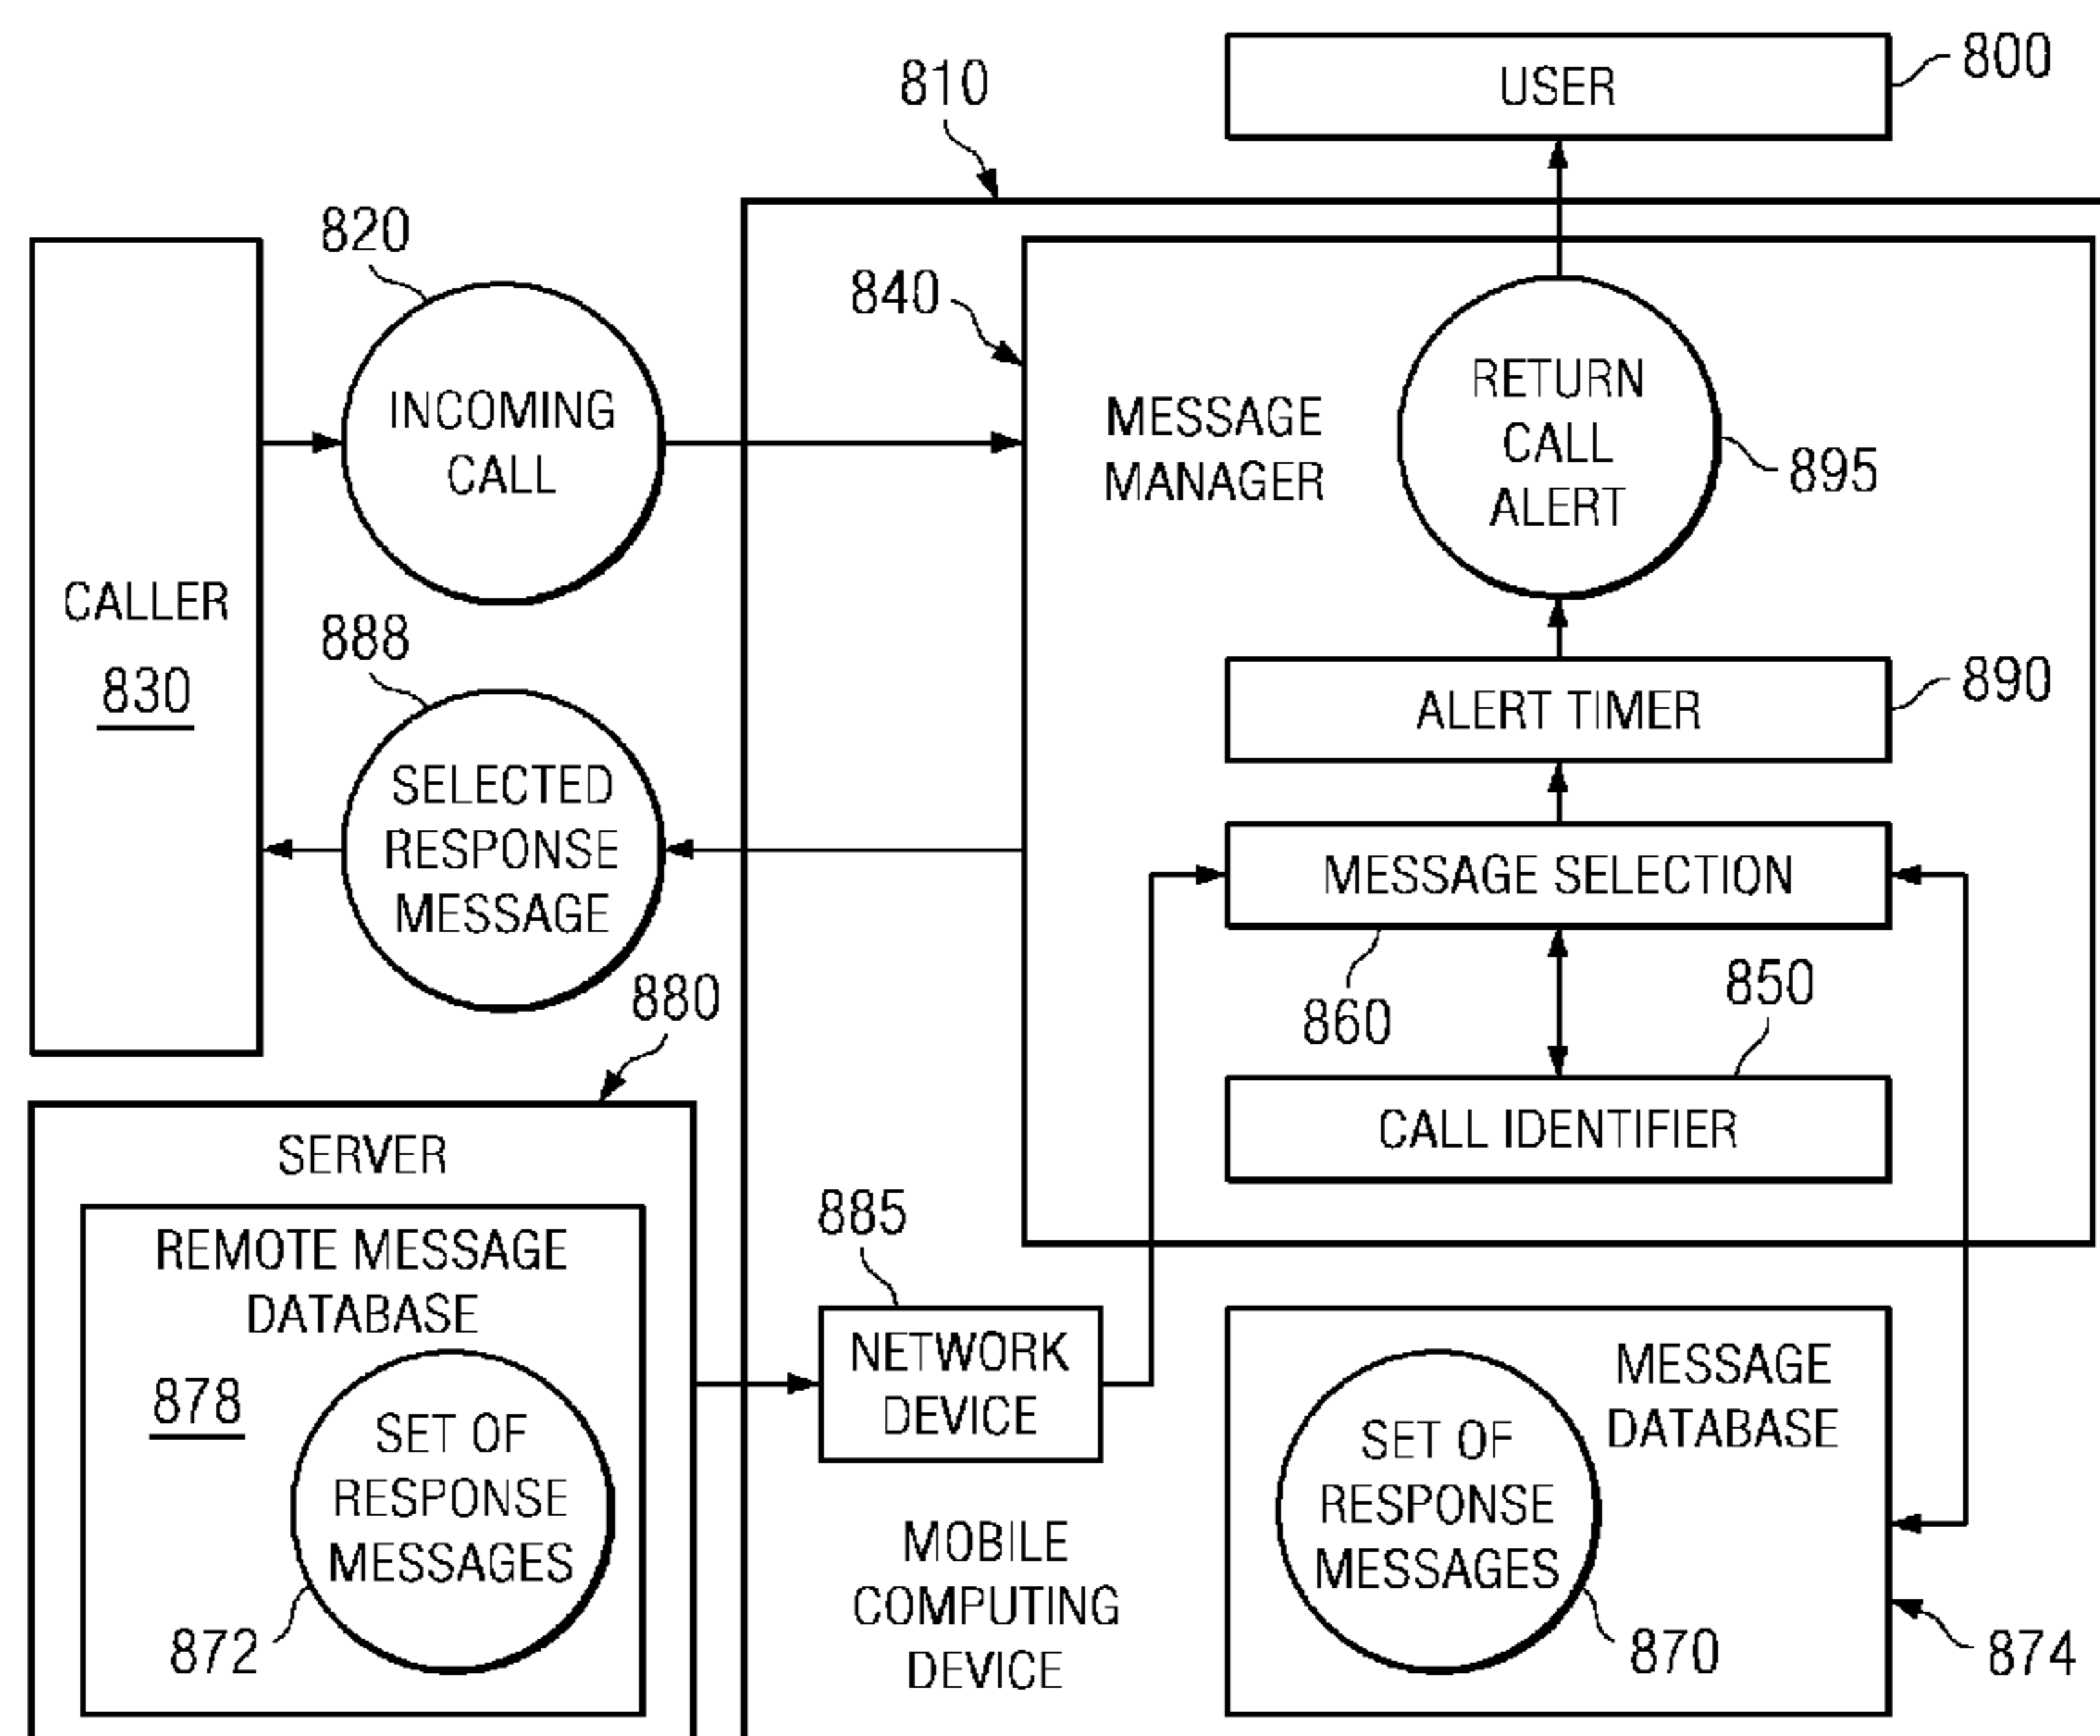 USER
800
810
820
INCOMING
CALL
840
MESSAGE
MANAGER
RETURN
CALL
ALERT
895
CALLER
830
888
SELECTED
RESPONSE
MESSAGE
ALERT TIMER
890
MESSAGE SELECTION
860
850
CALL IDENTIFIER
880
SERVER
REMOTE MESSAGE
DATABASE
878
SET OF
RESPONSE
MESSAGES
872
885
NETWORK
DEVICE
MOBILE
COMPUTING
DEVICE
MESSAGE
DATABASE
SET OF
RESPONSE
MESSAGES
870
874